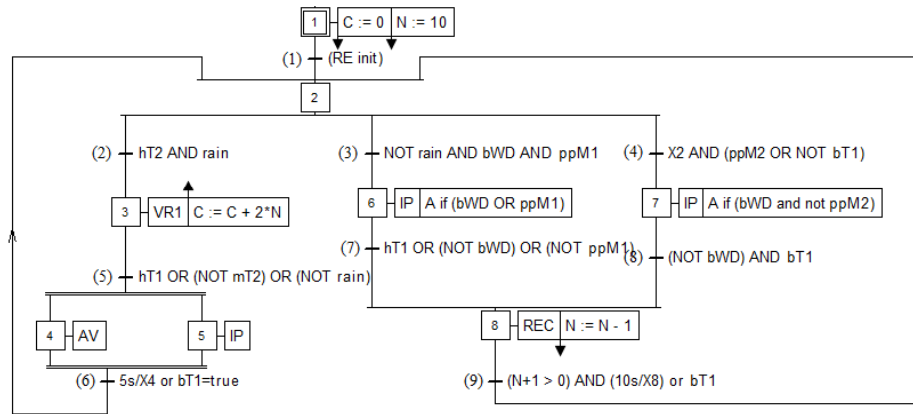 1 C := 0 N := 10
(1) (RE init)
2
(2) hT2 AND rain (3) NOT rain AND bWD AND ppM1 (4) X2 AND (ppM2 OR NOT bT1)
3 VR1 C := C + 2*N 6 IP A if (bWD OR ppM1) 7 IP A if (bWD and not ppM2)
(7) hT1 OR (NOT bWD) OR (NOT ppM1) (8) (NOT bWD) AND bT1
(5) hT1 OR (NOT mT2) OR (NOT rain)
4 AV 5 IP 8 REC N := N - 1
(6) 5s/X4 or bT1=true (9) (N+1 > 0) AND (10s/X8) or bT1